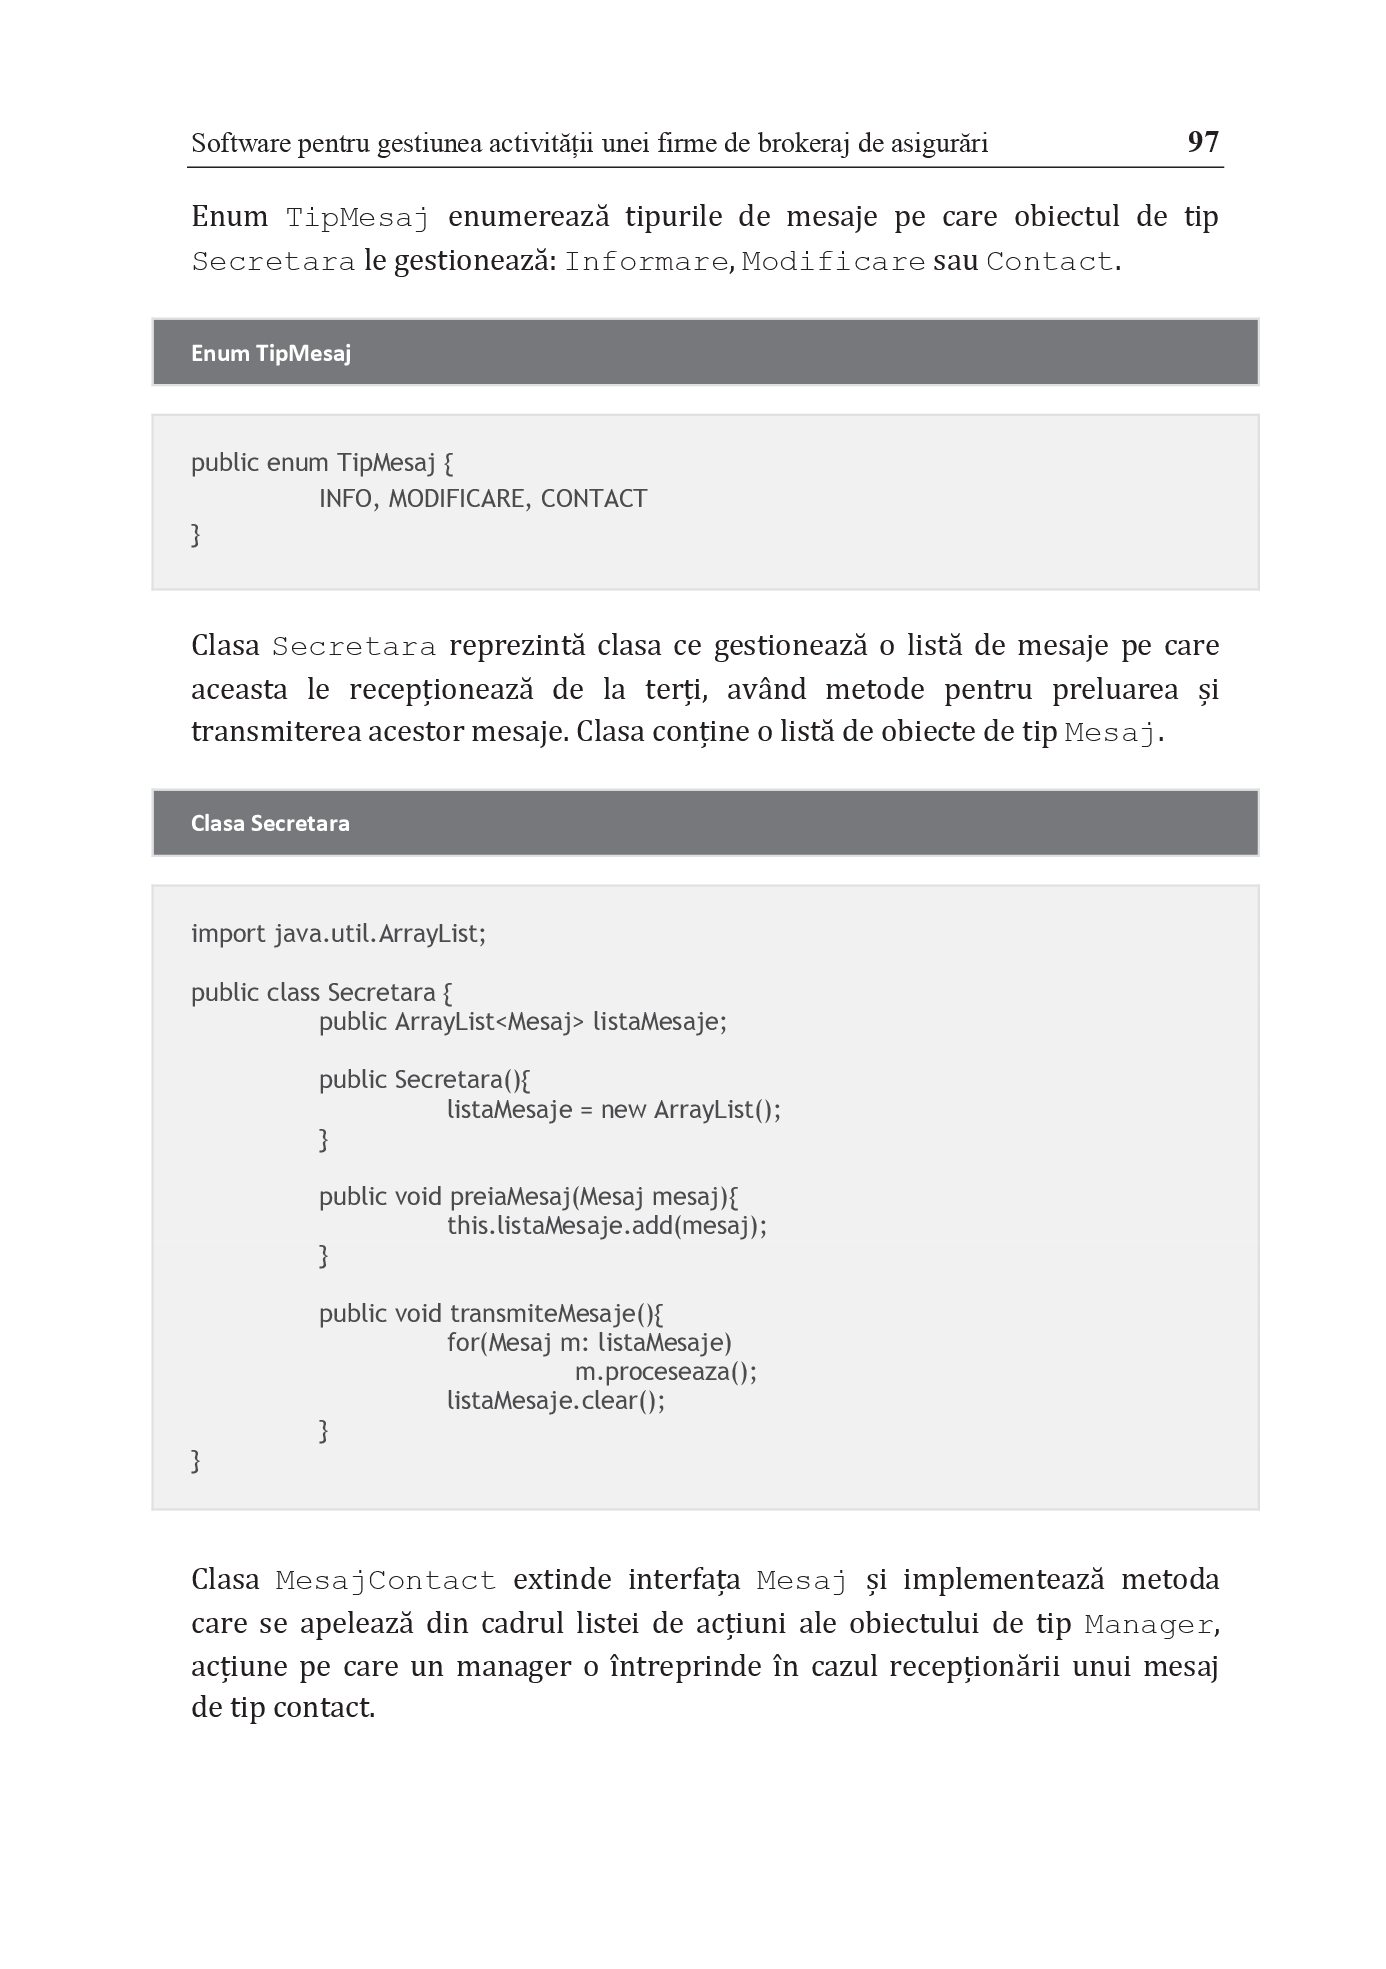 Software pentru gestiunea activității unei firme de brokeraj de asigurări 97
Enum TipMesaj enumerează tipurile de mesaje pe care obiectul de tip
Secretara le gestionează: Informare, Modificare sau Contact.
Enum TipMesaj
public enum TipMesaj {
INFO, MODIFICARE, CONTACT
}
Clasa Secretara reprezintă clasa ce gestionează o listă de mesaje pe care
aceasta le recepționează de la terți, având metode pentru preluarea și
transmiterea acestor mesaje. Clasa conține o listă de obiecte de tip Mesaj.
Clasa Secretara
import java.util.ArrayList;
public class Secretara {
public ArrayList<Mesaj> listaMesaje;
public Secretara(){
listaMesaje = new ArrayList();
}
public void preiaMesaj(Mesaj mesaj){
this.listaMesaje.add(mesaj);
}
public void transmiteMesaje(){
for(Mesaj m: listaMesaje)
m.proceseaza();
listaMesaje.clear();
}
}
Clasa MesajContact extinde interfața Mesaj și implementează metoda
care se apelează din cadrul listei de acțiuni ale obiectului de tip Manager,
acțiune pe care un manager o întreprinde în cazul recepționării unui mesaj
de tip contact.